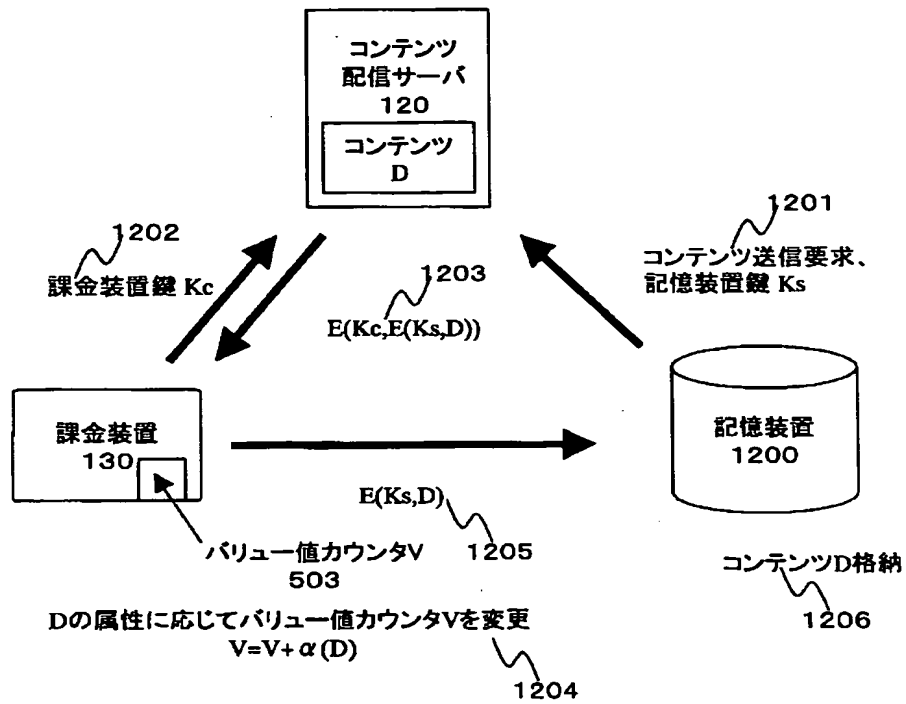 コンテンツ
配信サーバ
120
コンテンツ
D
1202
課金装置鍵 Kc
1203
E(Kc,E(Ks,D))
1201
コンテンツ送信要求、
記憶装置鍵 Ks
課金装置
130
記憶装置
1200
E(Ks,D)
1205
バリュー値カウンタV
503
コンテンツD格納
1206
Dの属性に応じてバリュー値カウンタVを変更
V=V+α(D)
1204